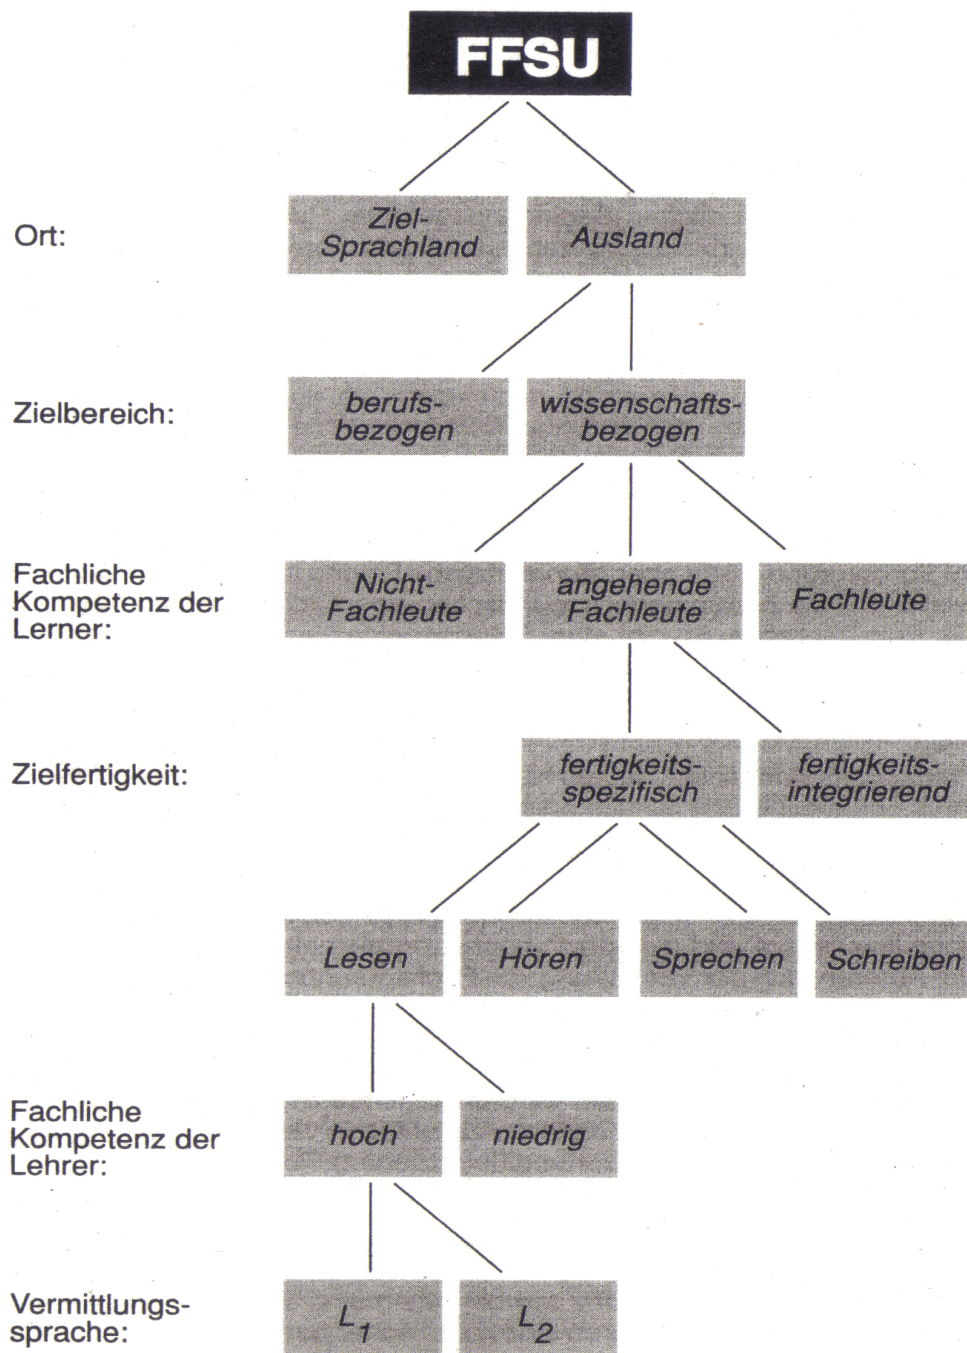 FFSU
Ort:
Ziel-
Sprachland
Ausland
Zielbereich:
berufs-
bezogen
wissenschafts-
bezogen
Fachliche
Kompetenz der
Lerner:
Nicht-
Fachleute
angehende
Fachleute
Fachleute
Zielfertigkeit:
fertigkeits-
spezifisch
fertigkeits-
integrierend
Lesen
Hören
Sprechen
Schreiben
Fachliche
Kompetenz der
Lehrer:
hoch
niedrig
Vermittlungs-
sprache:
L1
L2